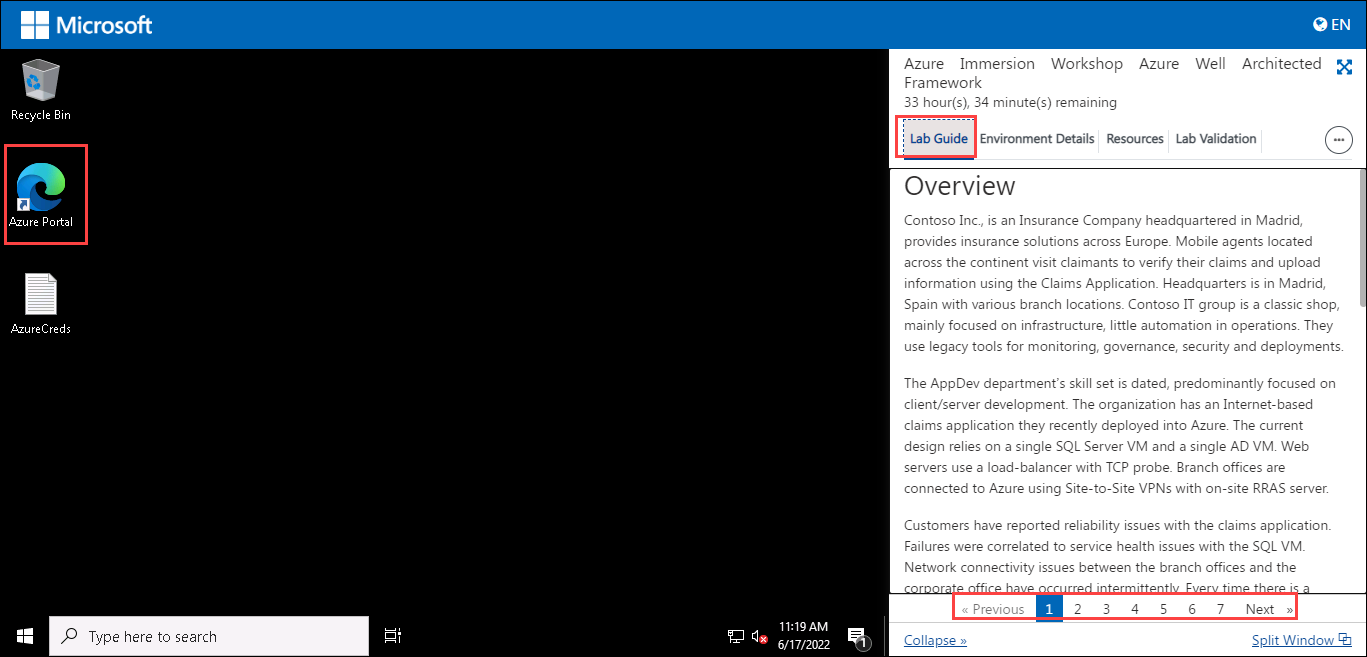 Microsoft
EN
Recycle Bin
Azure Portal
AzureCreds
Azure Immersion Workshop Azure Well Architected
Framework
33 hour(s), 34 minute(s) remaining
Lab Guide Environment Details Resources Lab Validation
Overview
Contoso Inc., is an Insurance Company headquartered in Madrid,
provides insurance solutions across Europe. Mobile agents located
across the continent visit claimants to verify their claims and upload
information using the Claims Application. Headquarters is in Madrid,
Spain with various branch locations. Contoso IT group is a classic shop,
mainly focused on infrastructure, little automation in operations. They
use legacy tools for monitoring, governance, security and deployments.
The AppDev department's skill set is dated, predominantly focused on
client/server development. The organization has an Internet-based
claims application they recently deployed into Azure. The current
design relies on a single SQL Server VM and a single AD VM. Web
servers use a load-balancer with TCP probe. Branch offices are
connected to Azure using Site-to-Site VPNs with on-site RRAS server.
Customers have reported reliability issues with the claims application.
Failures were correlated to service health issues with the SQL VM.
Network connectivity issues between the branch offices and the
corporate office have occurred intermittently. Every time there is a
« Previous 1 2 3 4 5 6 7 Next »
Collapse » Split Window
Type here to search
11:19 AM
6/17/2022
1